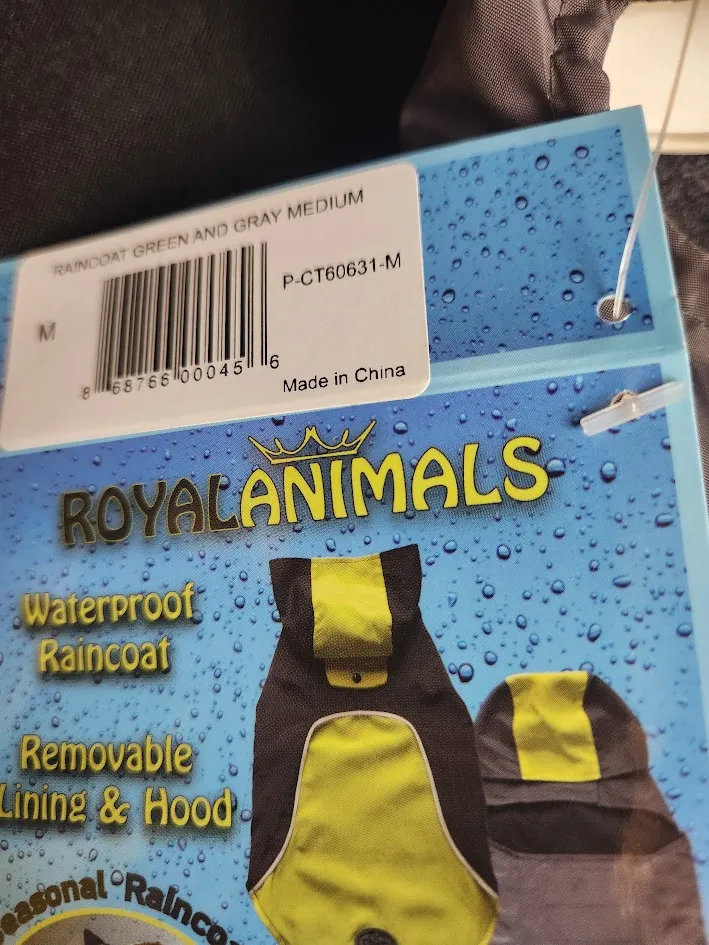 RAINCOAT GREEN AND GRAY MEDIUM
P-CT60631-M
M
8 68766 00045 6
Made in China
ROYALANIMALS
Waterproof
Raincoat
Removable
Lining & Hood